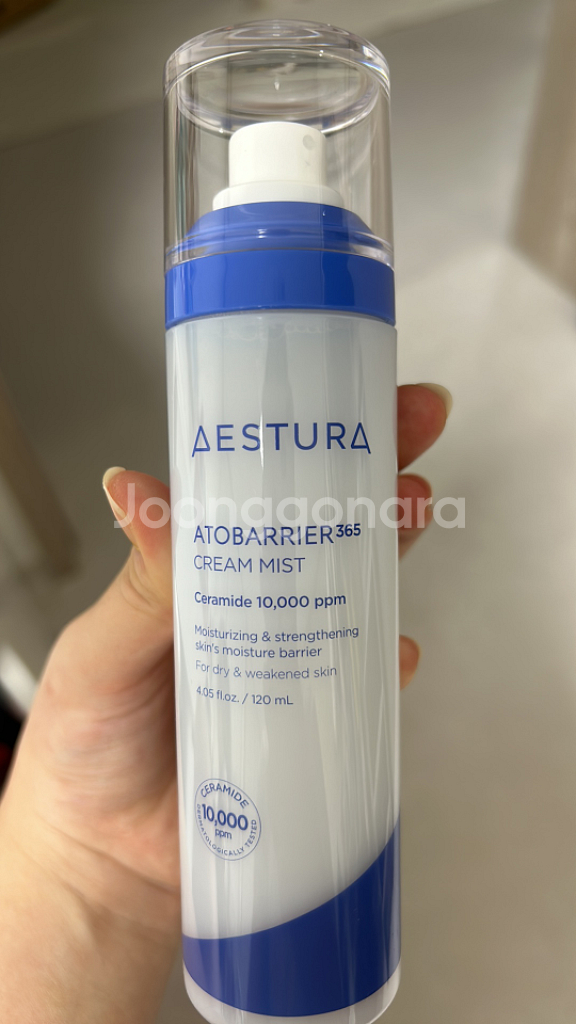 AESTURA
Joonggonara
ATOBARRIER365
CREAM MIST
Ceramide 10,000 ppm
Moisturizing & strengthening
skin's moisture barrier
For dry & weakened skin
4.05 fl.oz. / 120 mL
CERAMIDE
10,000
ppm
DERMATOLOGICALLY TESTED